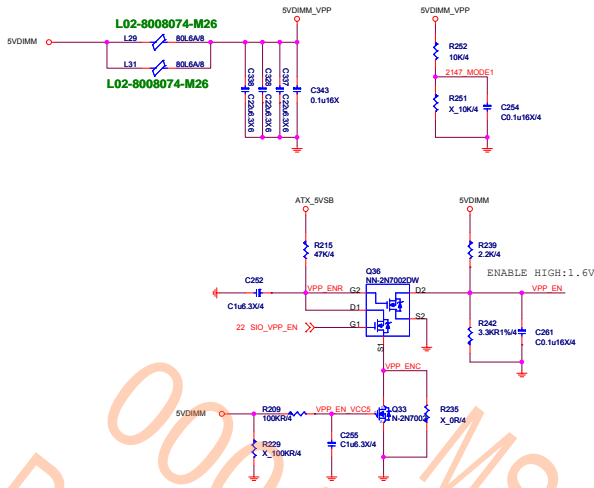 L02-8008074-M26
5VDIMM
L29
80L6A/8
L31
80L6A/8
L02-8008074-M26
5VDIMM_VPP
C328
C22u6.3X6
C337
C22u6.3X6
C343
0.1u16X
5VDIMM_VPP
R252
10K/4
2147_MODE1
R251
X_10K/4
C254
C0.1u16X/4
ATX_5VSB
R215
47K/4
C252
C1u6.3X/4
VPP_ENR
G2
D1
22 SIO_VPP_EN
G1
Q36
NN-2N7002DW
D2
S2
S1
5VDIMM
R239
2.2K/4
ENABLE HIGH:1.6V
VPP_EN
R242
3.3KR1%/4
C261
C0.1u16X/4
VPP_ENC
5VDIMM
R209
100KR/4
VPP_EN_VCC5
R229
X_100KR/4
C255
C1u6.3X/4
Q33
N-2N7002
R235
X_0R/4